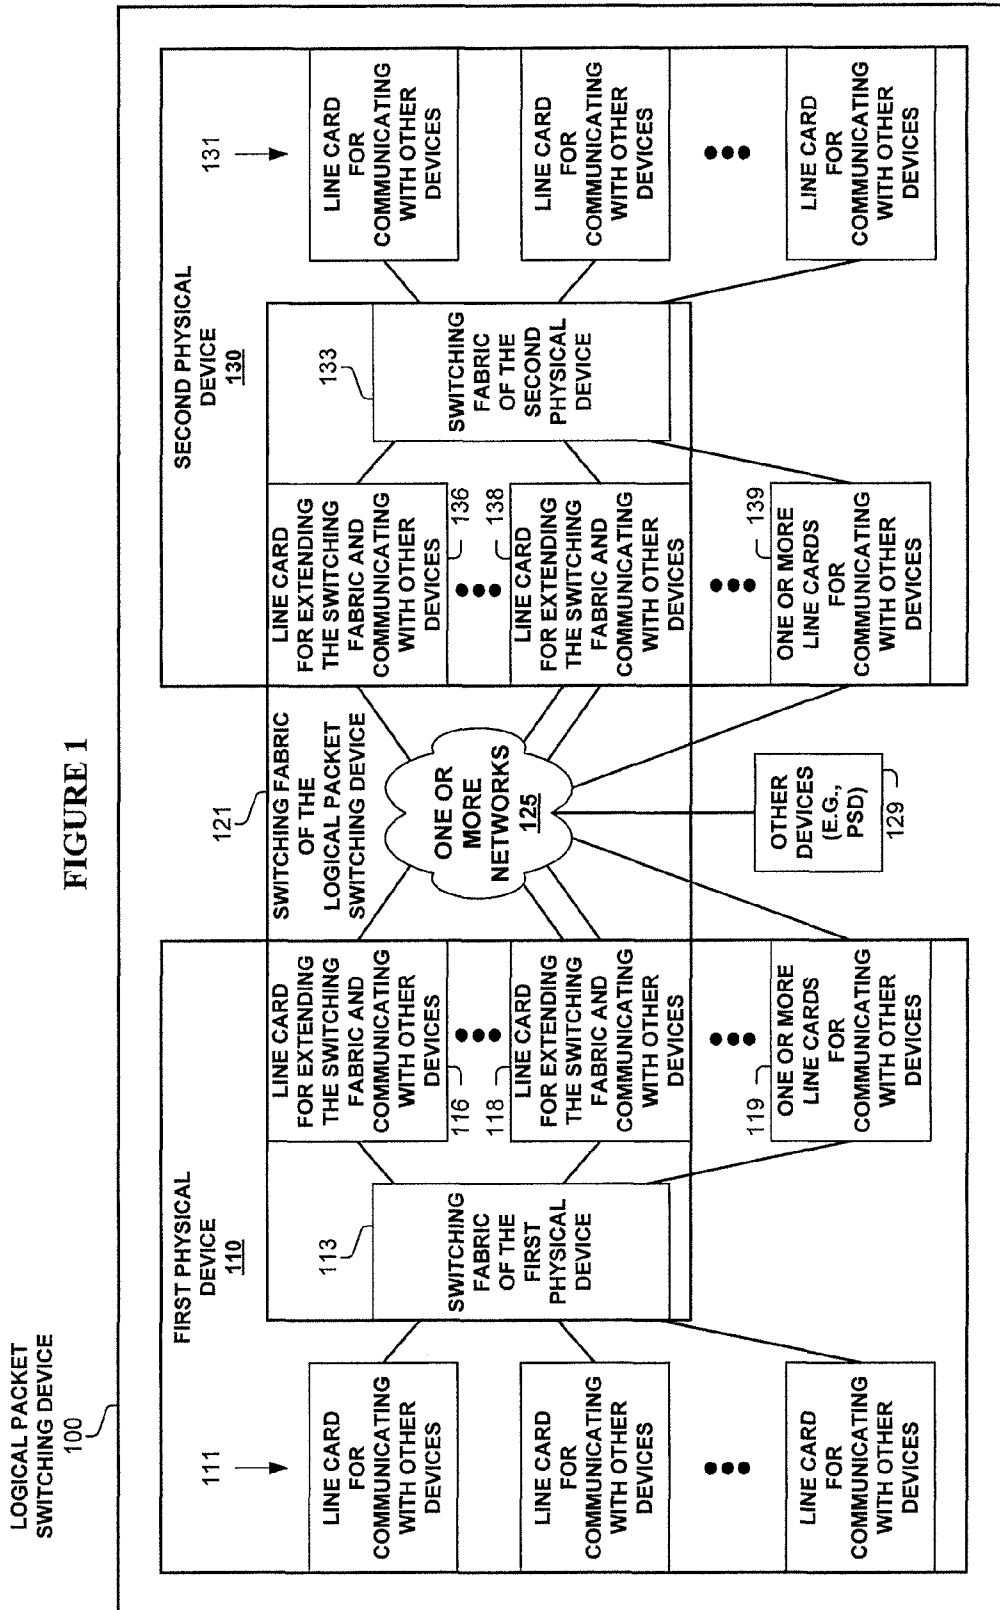 FIGURE 1
LOGICAL PACKET
SWITCHING DEVICE
100
FIRST PHYSICAL
DEVICE
110
111
LINE CARD
FOR
COMMUNICATING
WITH OTHER
DEVICES
LINE CARD
FOR
COMMUNICATING
WITH OTHER
DEVICES
LINE CARD
FOR
COMMUNICATING
WITH OTHER
DEVICES
113
SWITCHING
FABRIC
OF THE
FIRST
PHYSICAL
DEVICE
LINE CARD
FOR EXTENDING
THE SWITCHING
FABRIC AND
COMMUNICATING
WITH OTHER
DEVICES
116
118
LINE CARD
FOR EXTENDING
THE SWITCHING
FABRIC AND
COMMUNICATING
WITH OTHER
DEVICES
119
ONE OR MORE
LINE CARDS
FOR
COMMUNICATING
WITH OTHER
DEVICES
121
SWITCHING FABRIC
OF THE
LOGICAL PACKET
SWITCHING DEVICE
ONE OR
MORE
NETWORKS
125
OTHER
DEVICES
(E.G.,
PSD)
129
SECOND PHYSICAL
DEVICE
130
LINE CARD
FOR EXTENDING
THE SWITCHING
FABRIC AND
COMMUNICATING
WITH OTHER
DEVICES
136
138
LINE CARD
FOR EXTENDING
THE SWITCHING
FABRIC AND
COMMUNICATING
WITH OTHER
DEVICES
139
ONE OR MORE
LINE CARDS
FOR
COMMUNICATING
WITH OTHER
DEVICES
133
SWITCHING
FABRIC
OF THE
SECOND
PHYSICAL
DEVICE
131
LINE CARD
FOR
COMMUNICATING
WITH OTHER
DEVICES
LINE CARD
FOR
COMMUNICATING
WITH OTHER
DEVICES
LINE CARD
FOR
COMMUNICATING
WITH OTHER
DEVICES